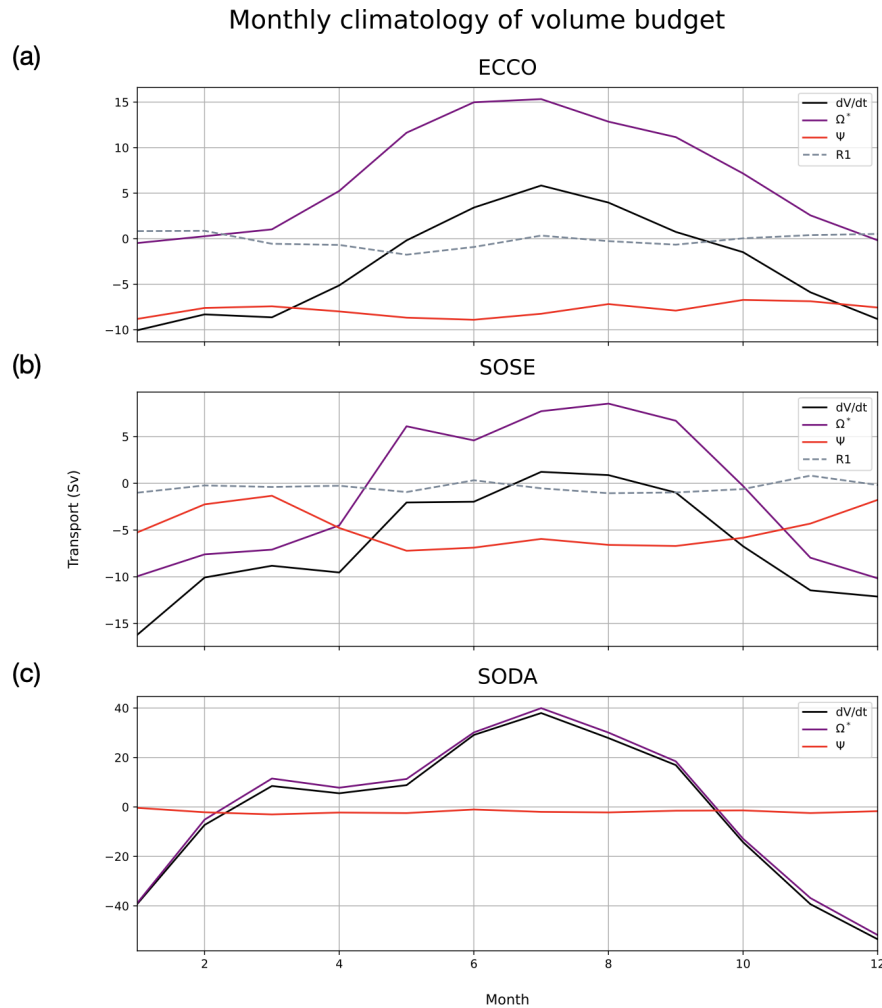 Monthly climatology of volume budget
(a)
ECCO
15
10
5
0
−5
−10
dV/dt
Ω*
Ψ
R1
(b)
SOSE
5
0
−5
−10
−15
dV/dt
Ω*
Ψ
R1
Transport (Sv)
(c)
SODA
40
20
0
−20
−40
dV/dt
Ω*
Ψ
2 4 6 8 10 12
Month